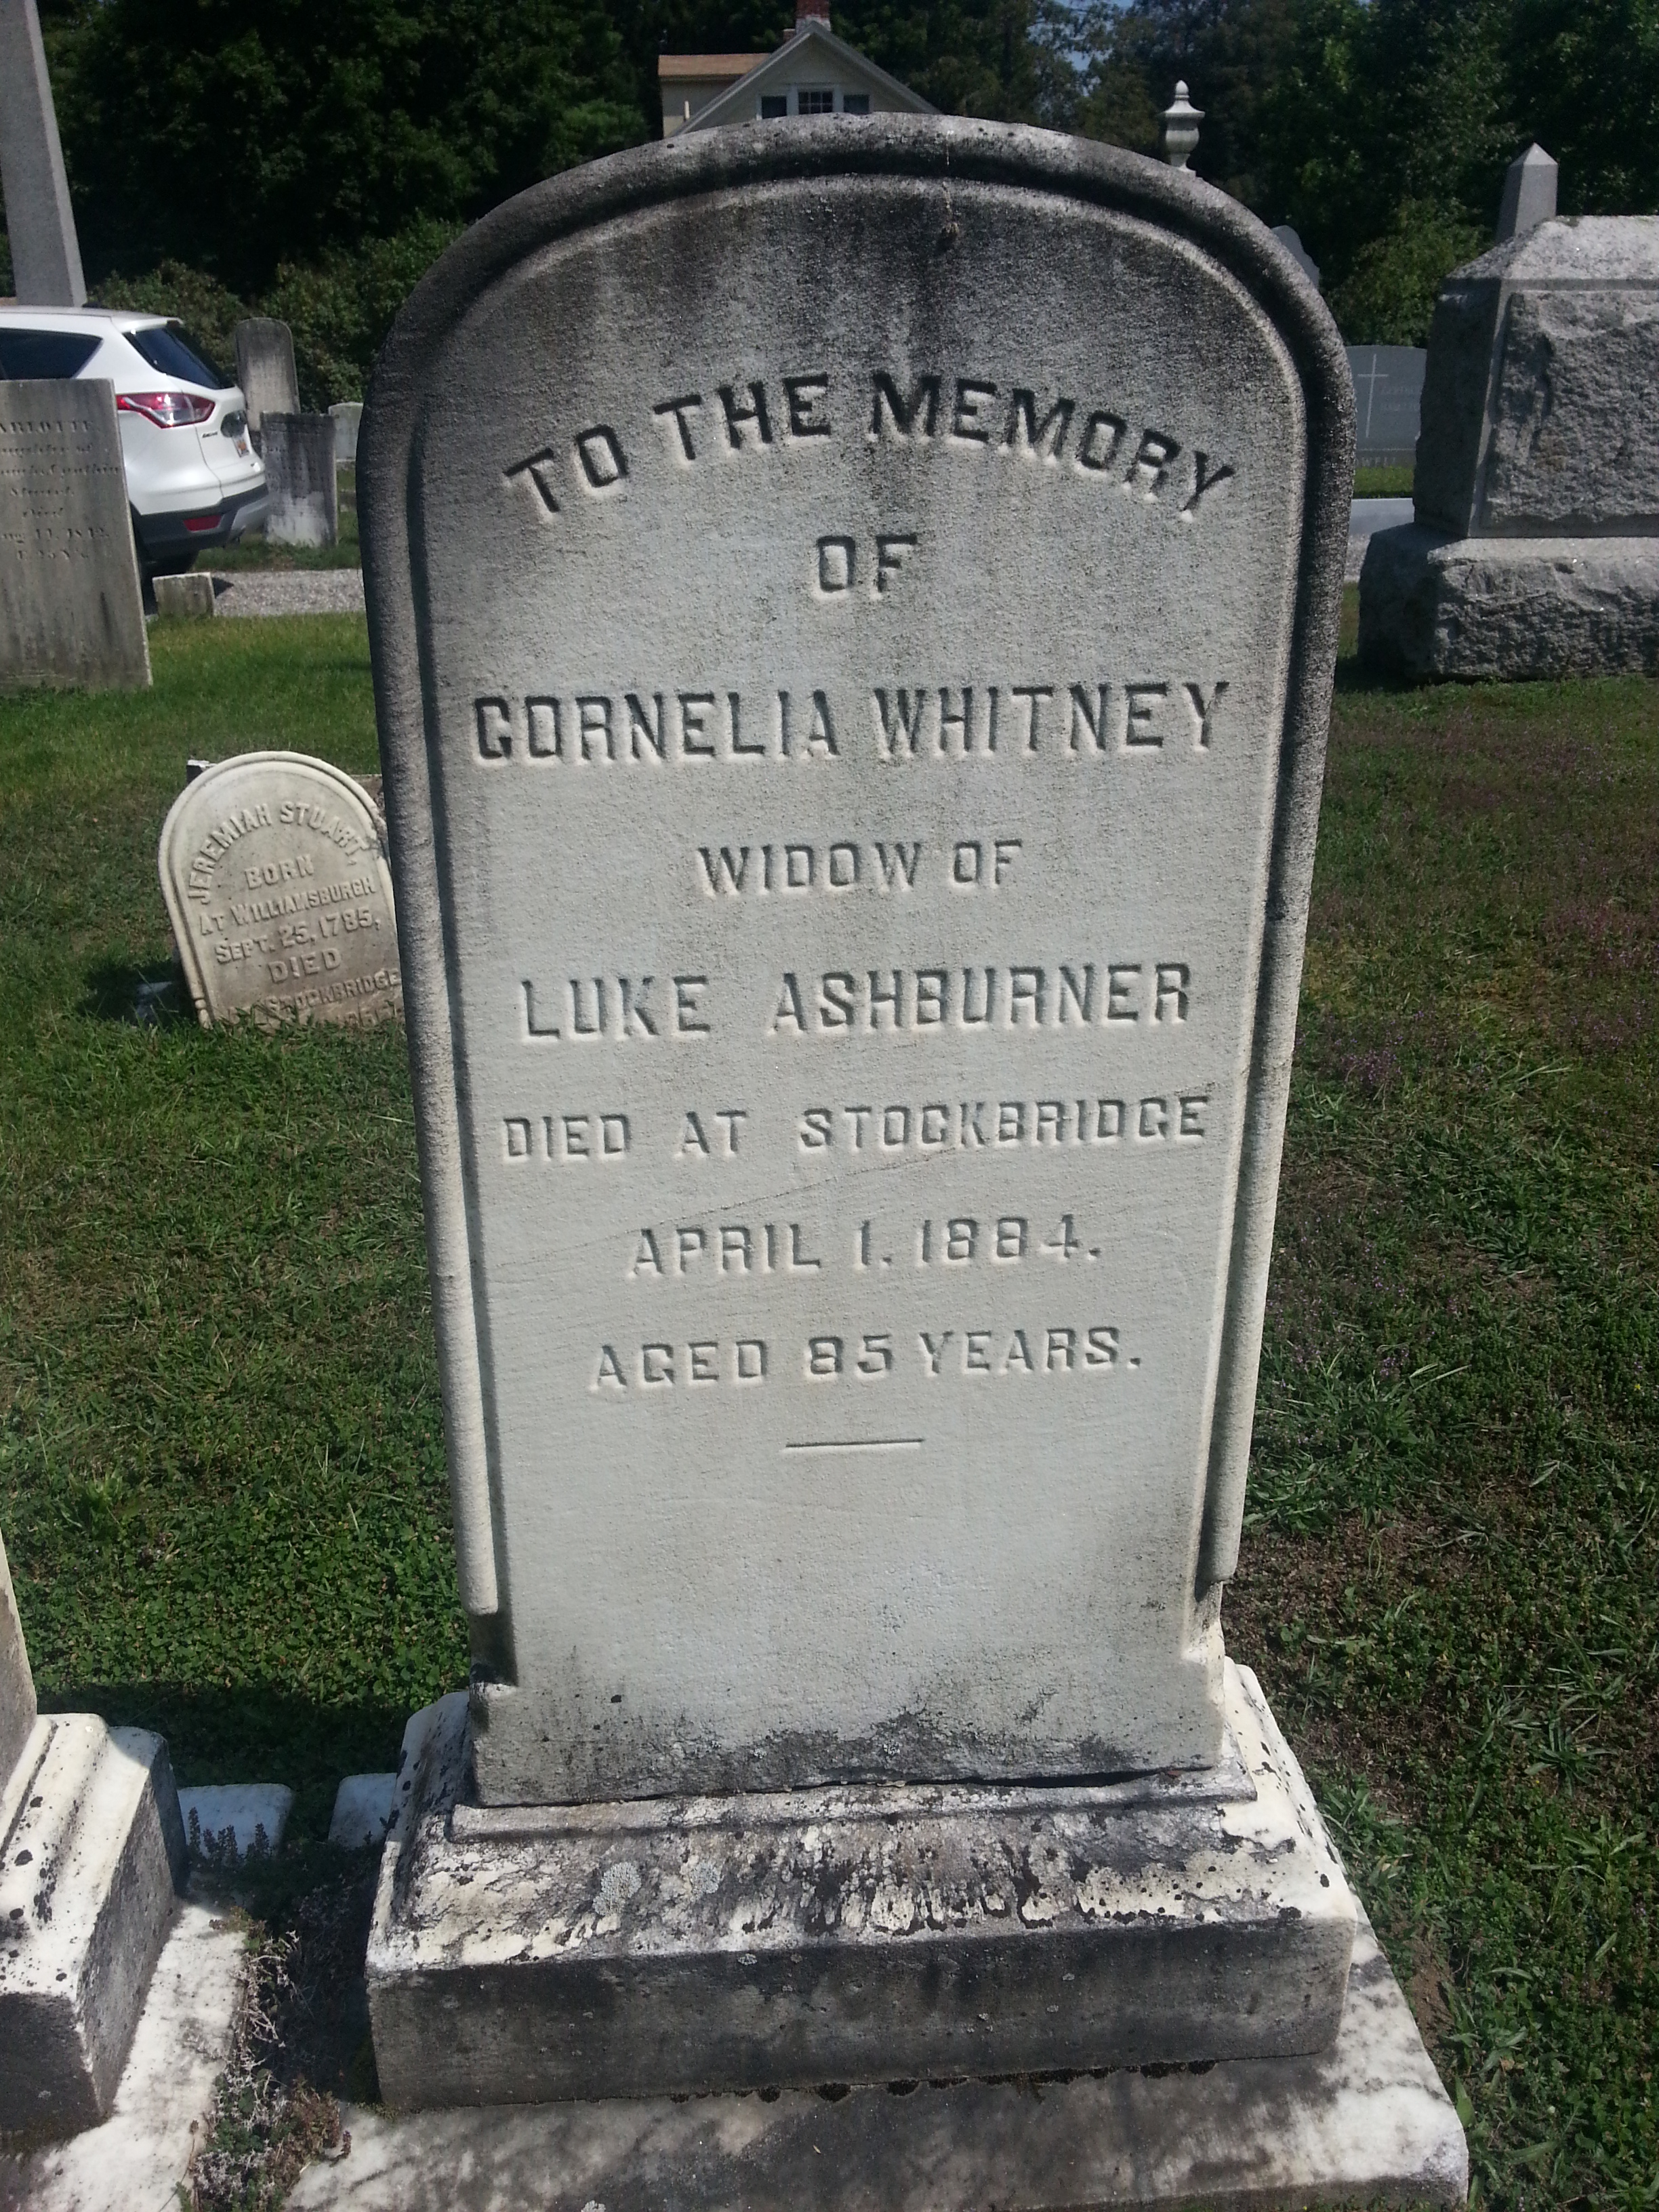 TO THE MEMORY
OF
CORNELIA WHITNEY
WIDOW OF
LUKE ASHBURNER
DIED AT STOCKBRIDGE
APRIL 1. 1884.
AGED 85 YEARS.
JEREMIAH STUART,
BORN
AT WILLIAMSBURGH
SEPT. 25, 1785,
DIED
STOCKBRIDGE